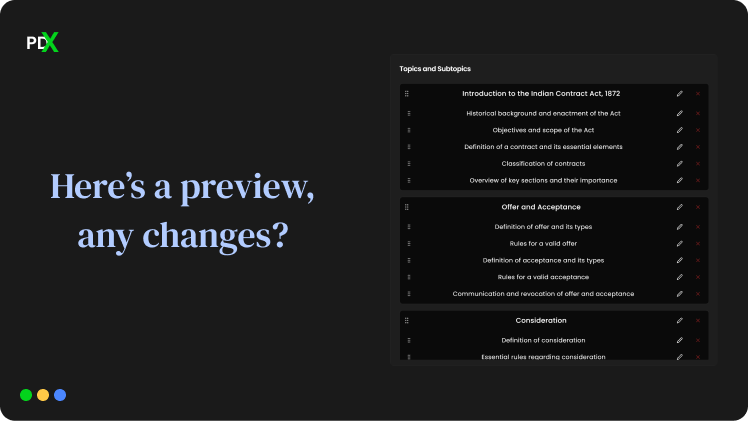 PDX
Here's a preview,
any changes?
Topics and Subtopics
Introduction to the Indian Contract Act, 1872
Historical background and enactment of the Act
Objectives and scope of the Act
Definition of a contract and its essential elements
Classification of contracts
Overview of key sections and their importance
Offer and Acceptance
Definition of offer and its types
Rules for a valid offer
Definition of acceptance and its types
Rules for a valid acceptance
Communication and revocation of offer and acceptance
Consideration
Definition of consideration
Essential rules regarding consideration